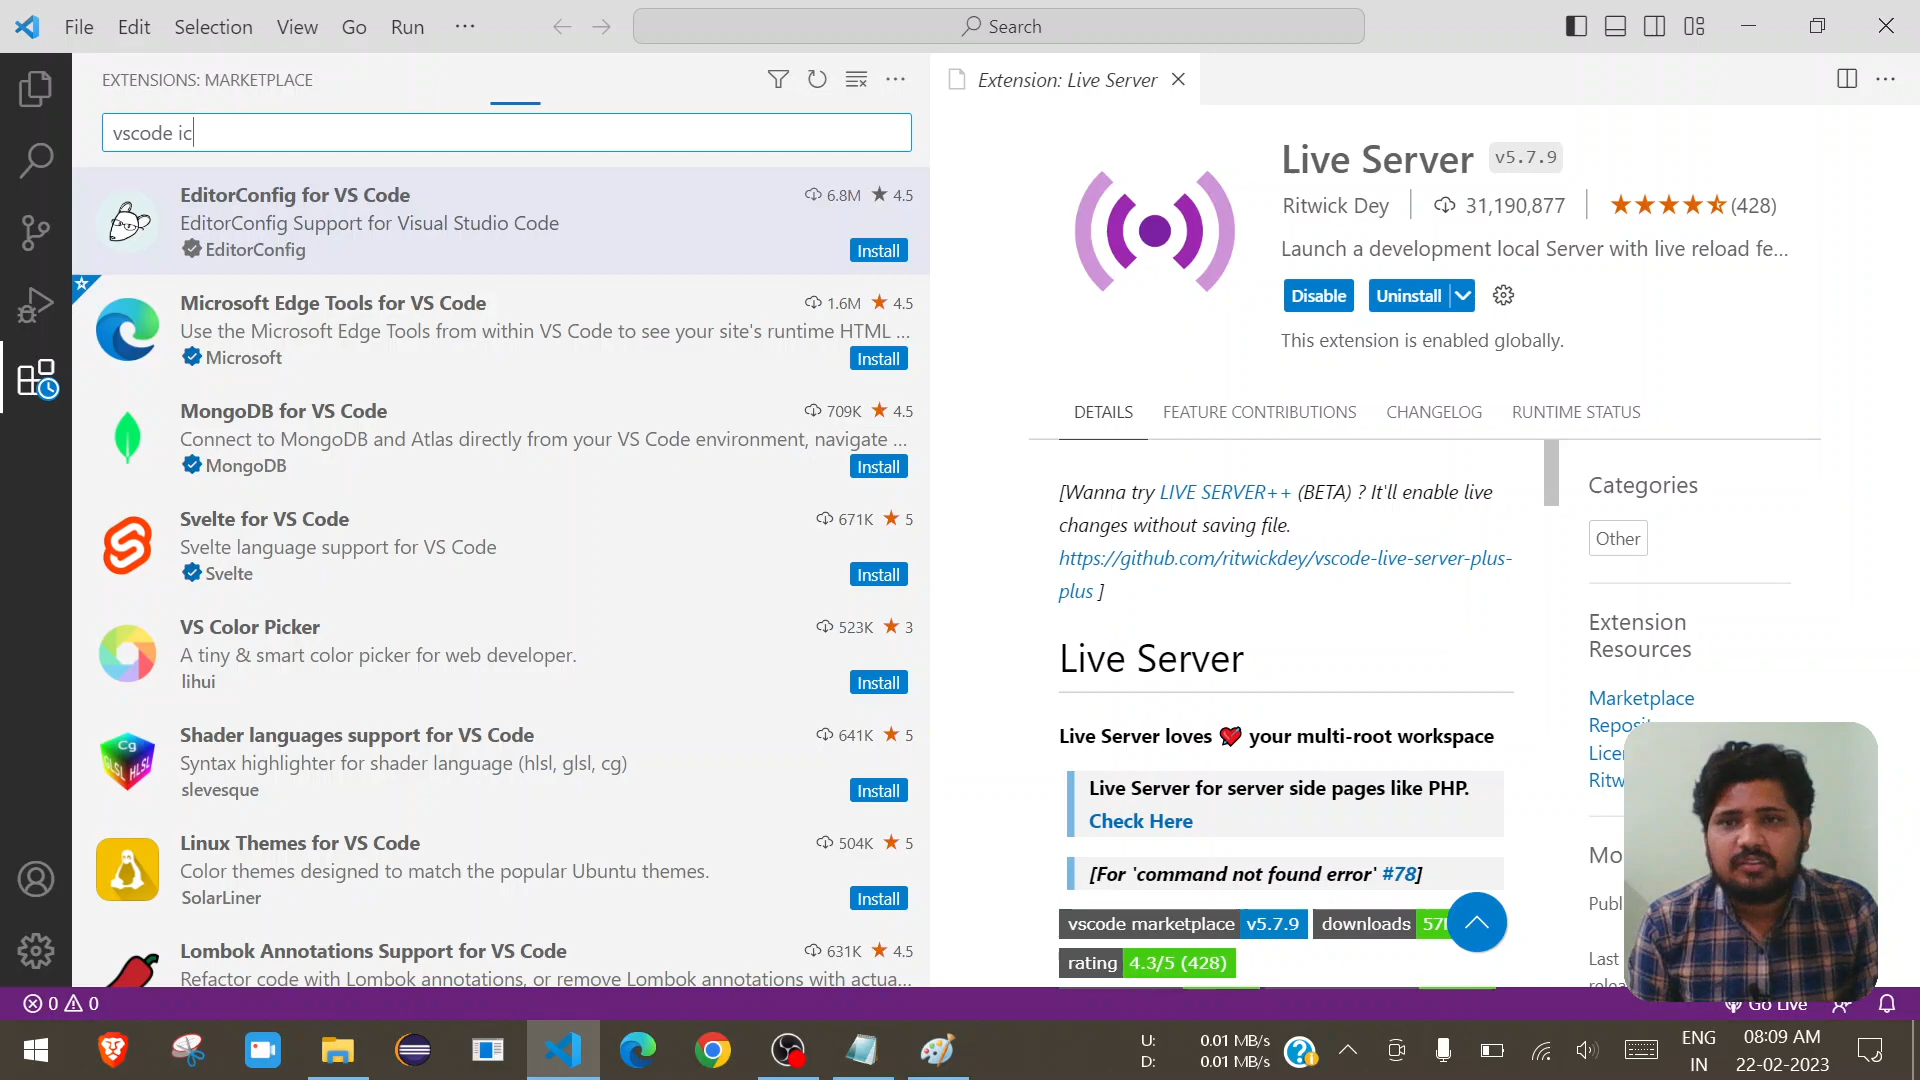 File Edit Selection View Go Run ···
Search
EXTENSIONS: MARKETPLACE
vscode ic
EditorConfig for VS Code 6.8M 4.5
EditorConfig Support for Visual Studio Code
EditorConfig Install
Microsoft Edge Tools for VS Code 1.6M 4.5
Use the Microsoft Edge Tools from within VS Code to see your site's runtime HTML ...
Microsoft Install
MongoDB for VS Code 709K 4.5
Connect to MongoDB and Atlas directly from your VS Code environment, navigate ...
MongoDB Install
Svelte for VS Code 671K 5
Svelte language support for VS Code
Svelte Install
VS Color Picker 523K 3
A tiny & smart color picker for web developer.
lihui Install
Shader languages support for VS Code 641K 5
Syntax highlighter for shader language (hlsl, glsl, cg)
slevesque Install
Cg
GLSL HLSL
Linux Themes for VS Code 504K 5
Color themes designed to match the popular Ubuntu themes.
SolarLiner Install
Lombok Annotations Support for VS Code 631K 4.5
Refactor code with Lombok annotations, or remove Lombok annotations with actua...
Extension: Live Server
Live Server v5.7.9
Ritwick Dey 31,190,877 (428)
Launch a development local Server with live reload fe...
Disable Uninstall
This extension is enabled globally.
DETAILS FEATURE CONTRIBUTIONS CHANGELOG RUNTIME STATUS
[Wanna try LIVE SERVER++ (BETA) ? It'll enable live
changes without saving file.
https://github.com/ritwickdey/vscode-live-server-plus-
plus ]
Live Server
Live Server loves your multi-root workspace
Live Server for server side pages like PHP.
Check Here
[For 'command not found error' #78]
vscode marketplace v5.7.9 downloads
rating 4.3/5 (428)
Categories
Other
Extension
Resources
Marketplace
Last
0 0
Go Live
U: 0.01 MB/s
D: 0.01 MB/s
ENG
IN
08:09 AM
22-02-2023